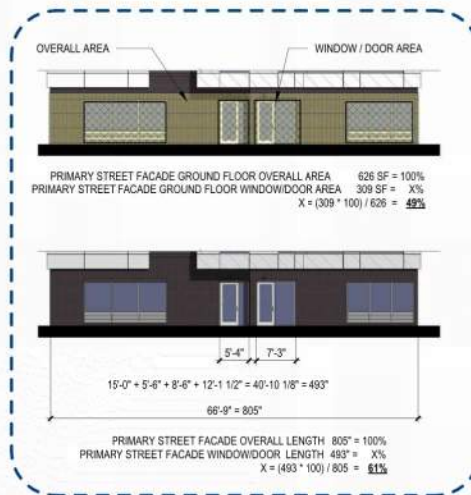 OVERALL AREA WINDOW / DOOR AREA
PRIMARY STREET FACADE GROUND FLOOR OVERALL AREA 626 SF = 100%
PRIMARY STREET FACADE GROUND FLOOR WINDOW/DOOR AREA 309 SF = X%
X = (309 * 100) / 626 = 49%
5'-4" 7'-3"
15'-0" + 5'-6" + 8'-6" + 12'-1 1/2" = 40'-10 1/8" = 493"
66'-9" = 805"
PRIMARY STREET FACADE OVERALL LENGTH 805" = 100%
PRIMARY STREET FACADE WINDOW/DOOR LENGTH 493" = X%
X = (493 * 100) / 805 = 61%